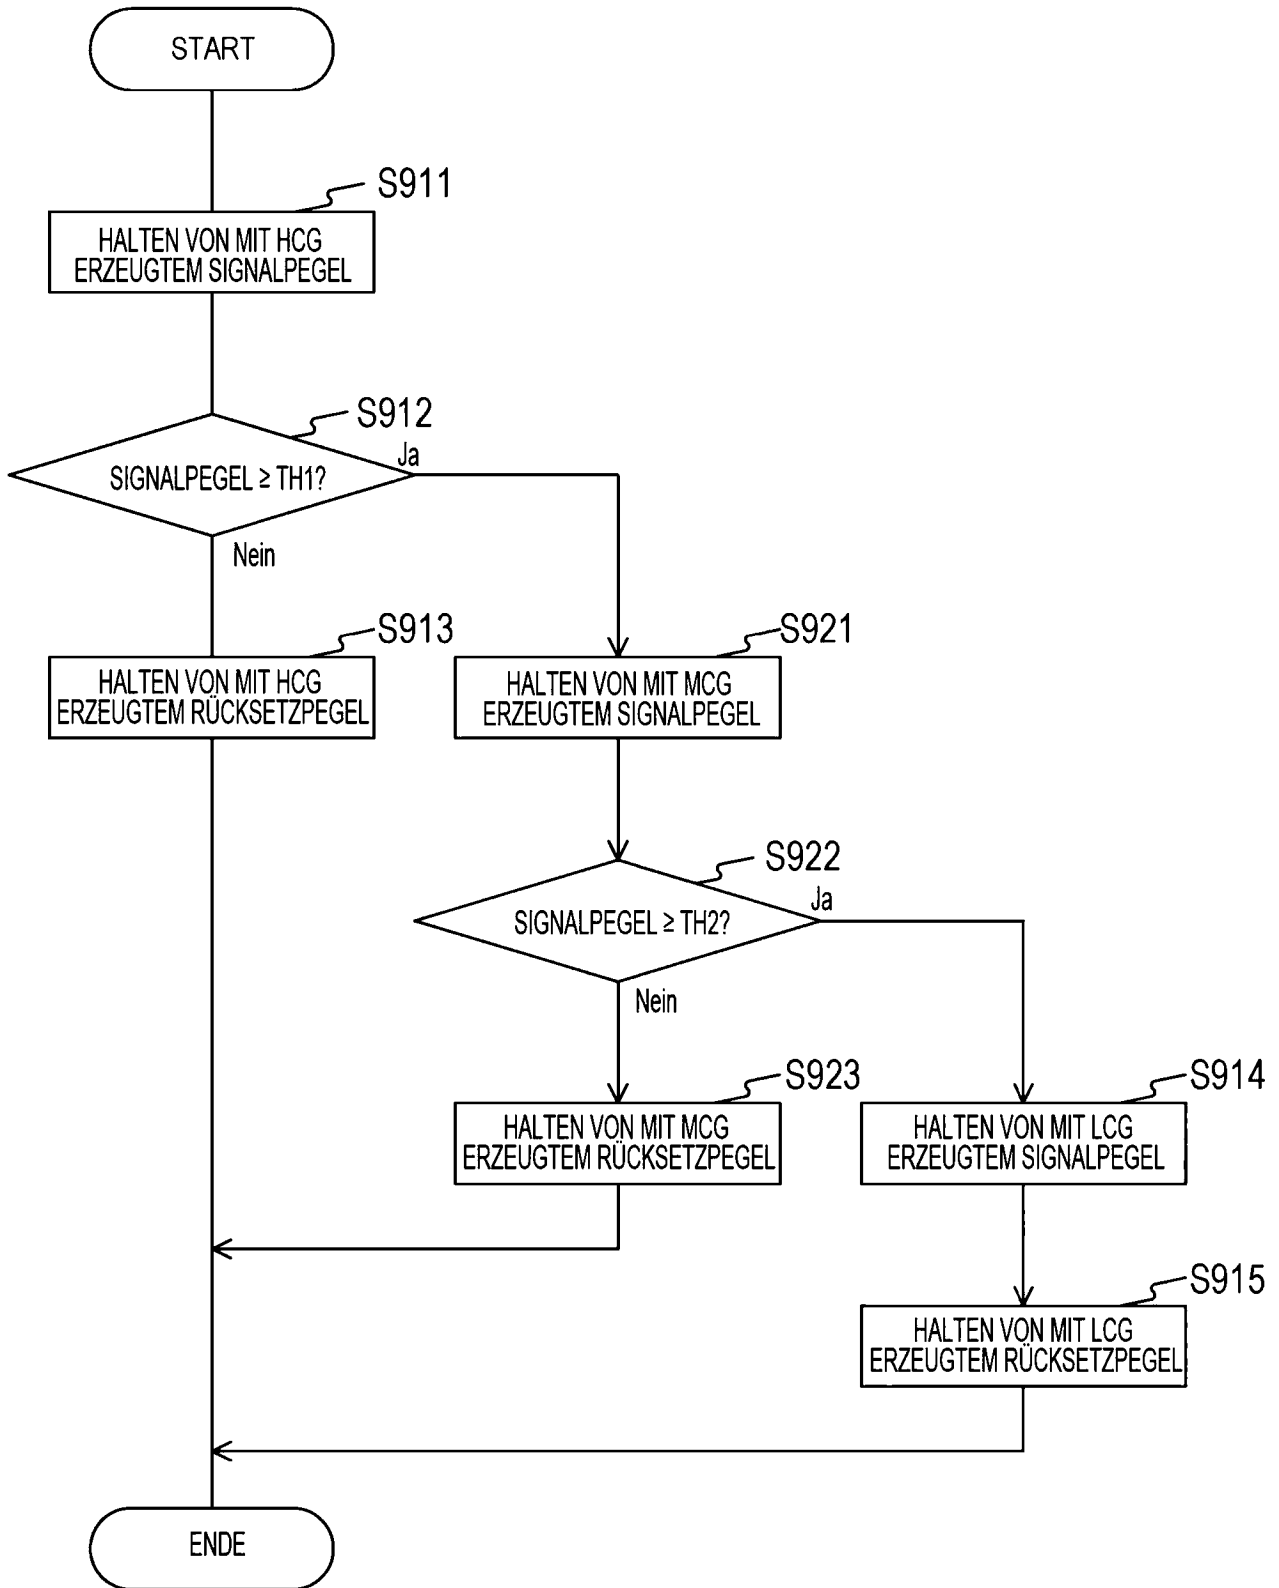 START
S911
HALTEN VON MIT HCG
ERZEUGTEM SIGNALPEGEL
S912
Ja
SIGNALPEGEL ≥ TH1?
Nein
S913
HALTEN VON MIT HCG
ERZEUGTEM RÜCKSETZPEGEL
S921
HALTEN VON MIT MCG
ERZEUGTEM SIGNALPEGEL
S922
Ja
SIGNALPEGEL ≥ TH2?
Nein
S923
HALTEN VON MIT MCG
ERZEUGTEM RÜCKSETZPEGEL
S914
HALTEN VON MIT LCG
ERZEUGTEM SIGNALPEGEL
S915
HALTEN VON MIT LCG
ERZEUGTEM RÜCKSETZPEGEL
ENDE